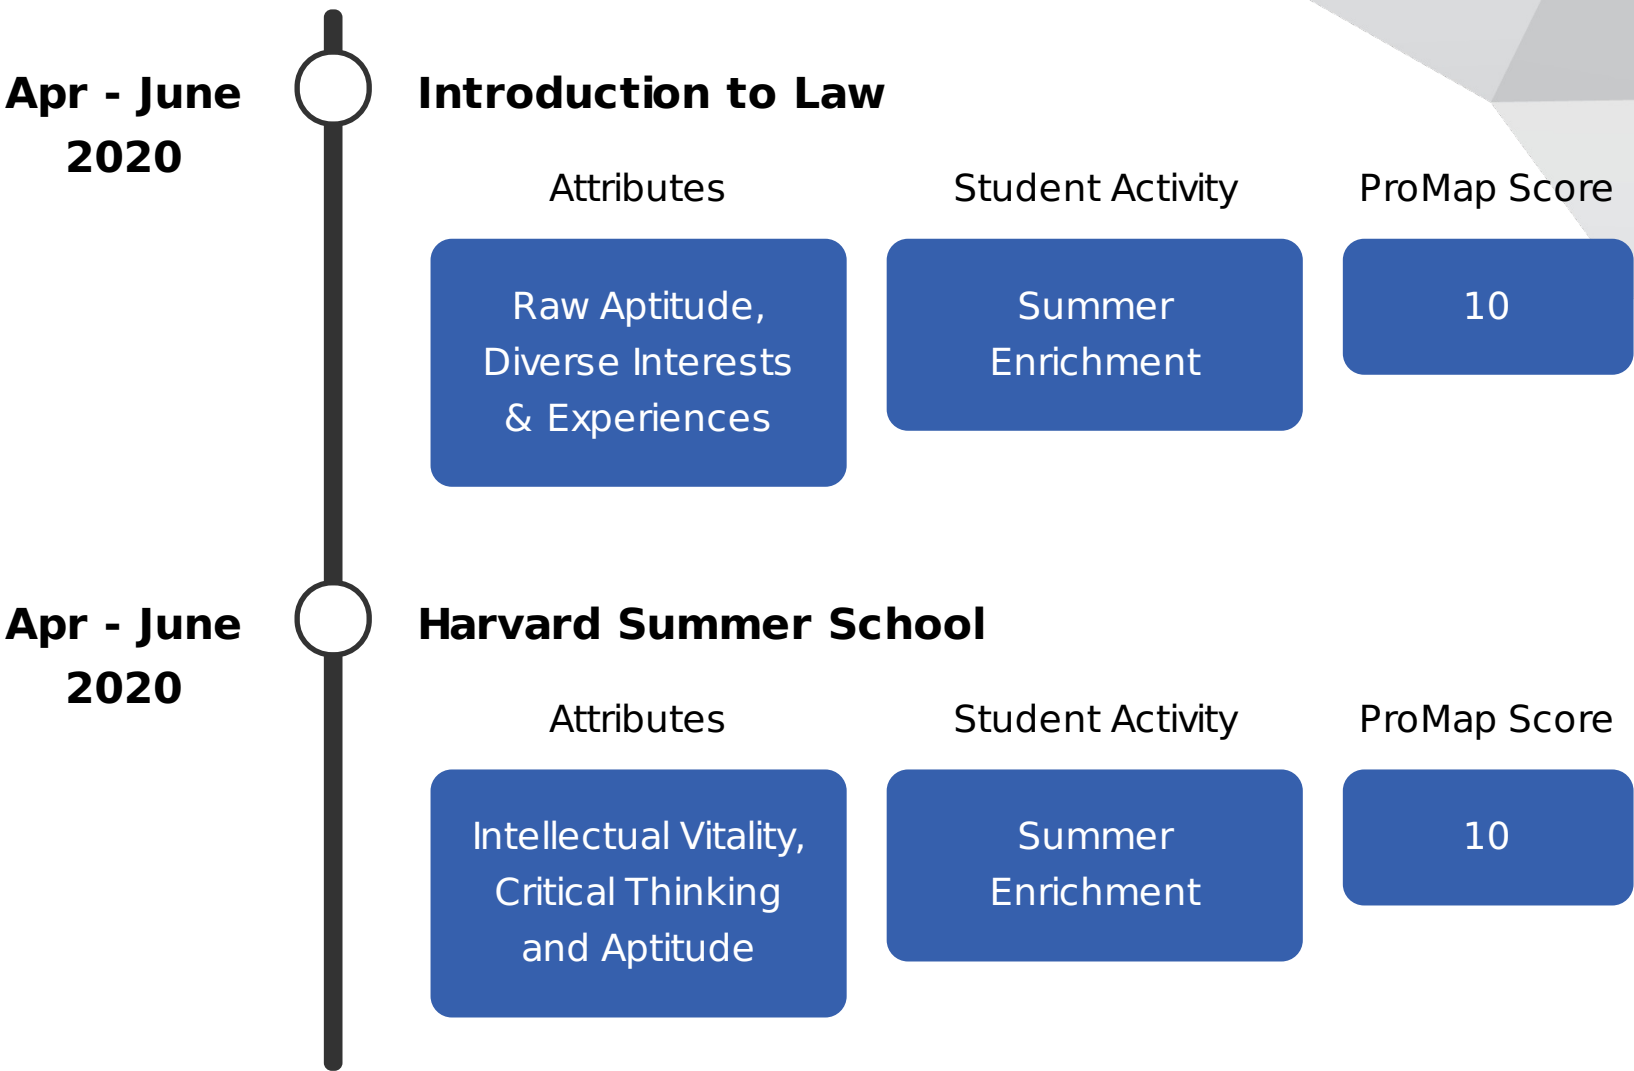 Apr - June
2020
Introduction to Law
Attributes
Student Activity
ProMap Score
Raw Aptitude,
Diverse Interests
& Experiences
Summer
Enrichment
10
Apr - June
2020
Harvard Summer School
Attributes
Student Activity
ProMap Score
Intellectual Vitality,
Critical Thinking
and Aptitude
Summer
Enrichment
10